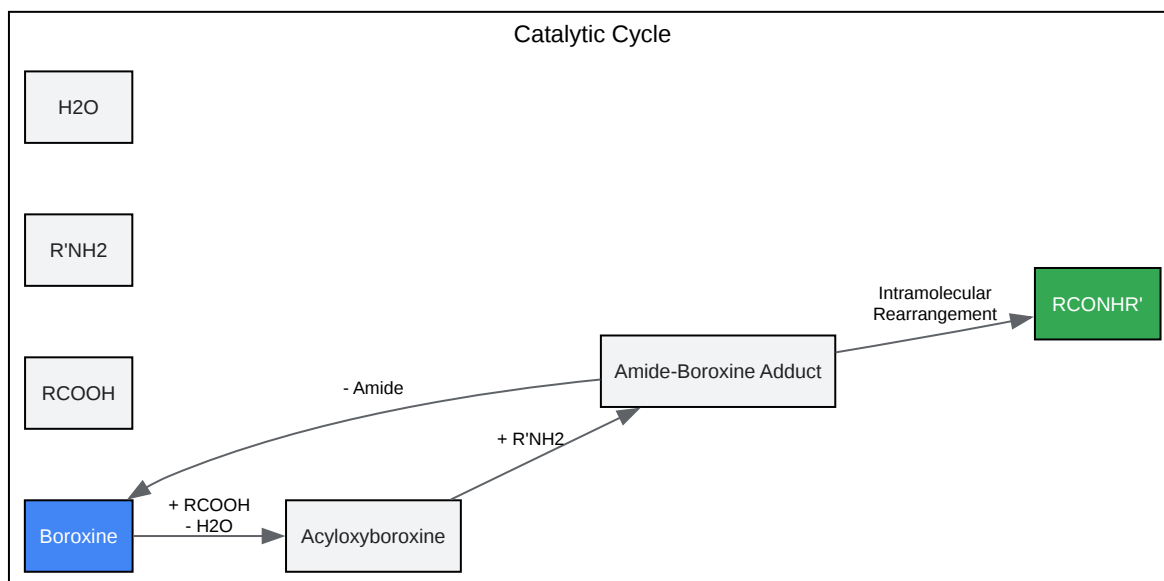 Catalytic Cycle
H2O
R'NH2
RCOOH
Boroxine
+ RCOOH
- H2O
Acyloxyboroxine
+ R'NH2
- Amide
Amide-Boroxine Adduct
Intramolecular
Rearrangement
RCONHR'